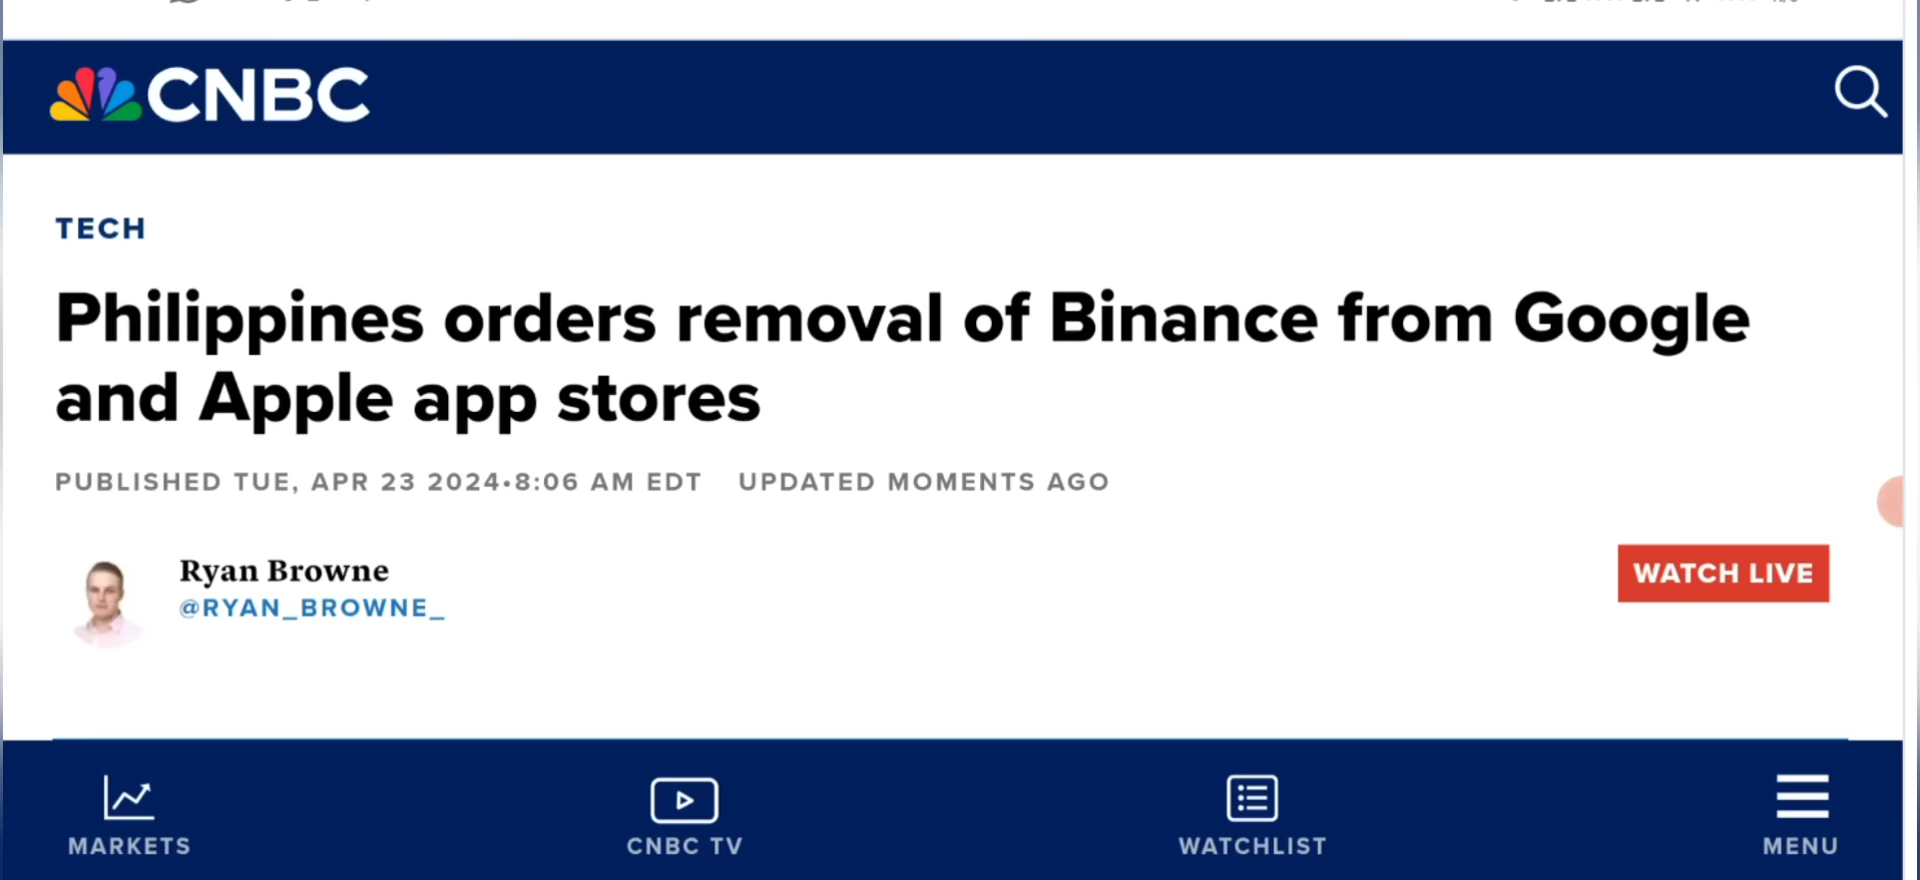 CNBC
TECH
Philippines orders removal of Binance from Google
and Apple app stores
PUBLISHED TUE, APR 23 2024•8:06 AM EDT UPDATED MOMENTS AGO
Ryan Browne
@RYAN_BROWNE_
WATCH LIVE
MARKETS
CNBC TV
WATCHLIST
MENU